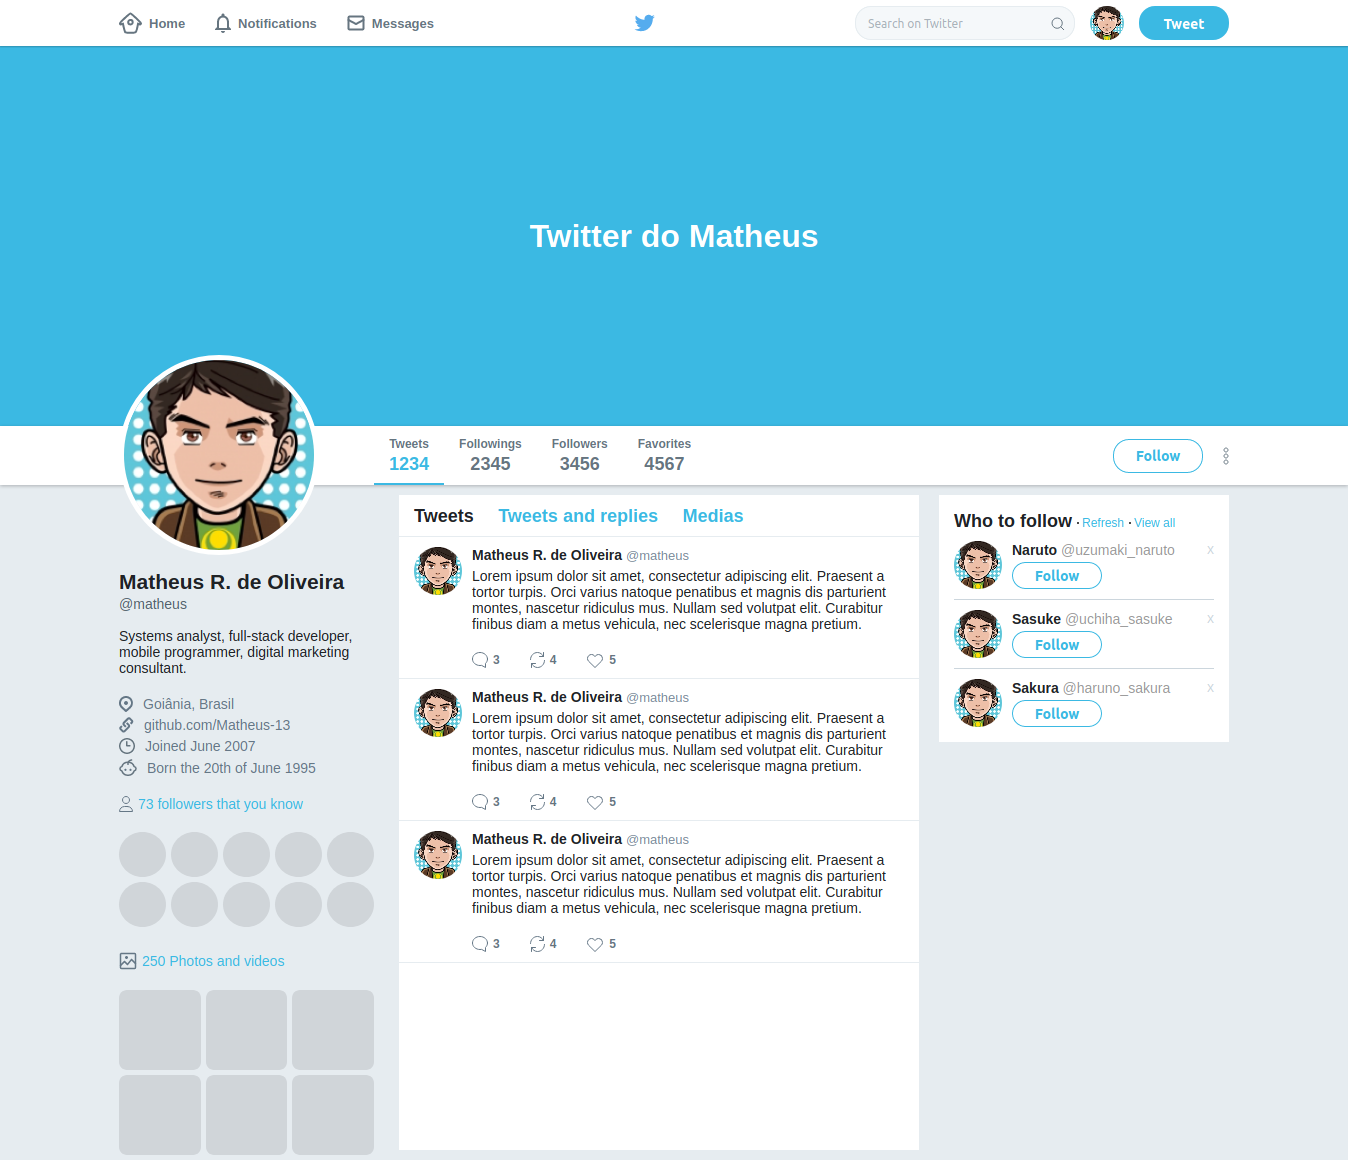 Home Notifications Messages Search on Twitter Tweet
Twitter do Matheus
Tweets Followings Followers Favorites
1234 2345 3456 4567
Follow
Matheus R. de Oliveira
@matheus
Systems analyst, full-stack developer,
mobile programmer, digital marketing
consultant.
Goiânia, Brasil
github.com/Matheus-13
Joined June 2007
Born the 20th of June 1995
73 followers that you know
250 Photos and videos
Tweets Tweets and replies Medias
Matheus R. de Oliveira @matheus
Lorem ipsum dolor sit amet, consectetur adipiscing elit. Praesent a
tortor turpis. Orci varius natoque penatibus et magnis dis parturient
montes, nascetur ridiculus mus. Nullam sed volutpat elit. Curabitur
finibus diam a metus vehicula, nec scelerisque magna pretium.
3 4 5
Matheus R. de Oliveira @matheus
Lorem ipsum dolor sit amet, consectetur adipiscing elit. Praesent a
tortor turpis. Orci varius natoque penatibus et magnis dis parturient
montes, nascetur ridiculus mus. Nullam sed volutpat elit. Curabitur
finibus diam a metus vehicula, nec scelerisque magna pretium.
3 4 5
Matheus R. de Oliveira @matheus
Lorem ipsum dolor sit amet, consectetur adipiscing elit. Praesent a
tortor turpis. Orci varius natoque penatibus et magnis dis parturient
montes, nascetur ridiculus mus. Nullam sed volutpat elit. Curabitur
finibus diam a metus vehicula, nec scelerisque magna pretium.
3 4 5
Who to follow · Refresh · View all
Naruto @uzumaki_naruto x
Follow
Sasuke @uchiha_sasuke x
Follow
Sakura @haruno_sakura x
Follow